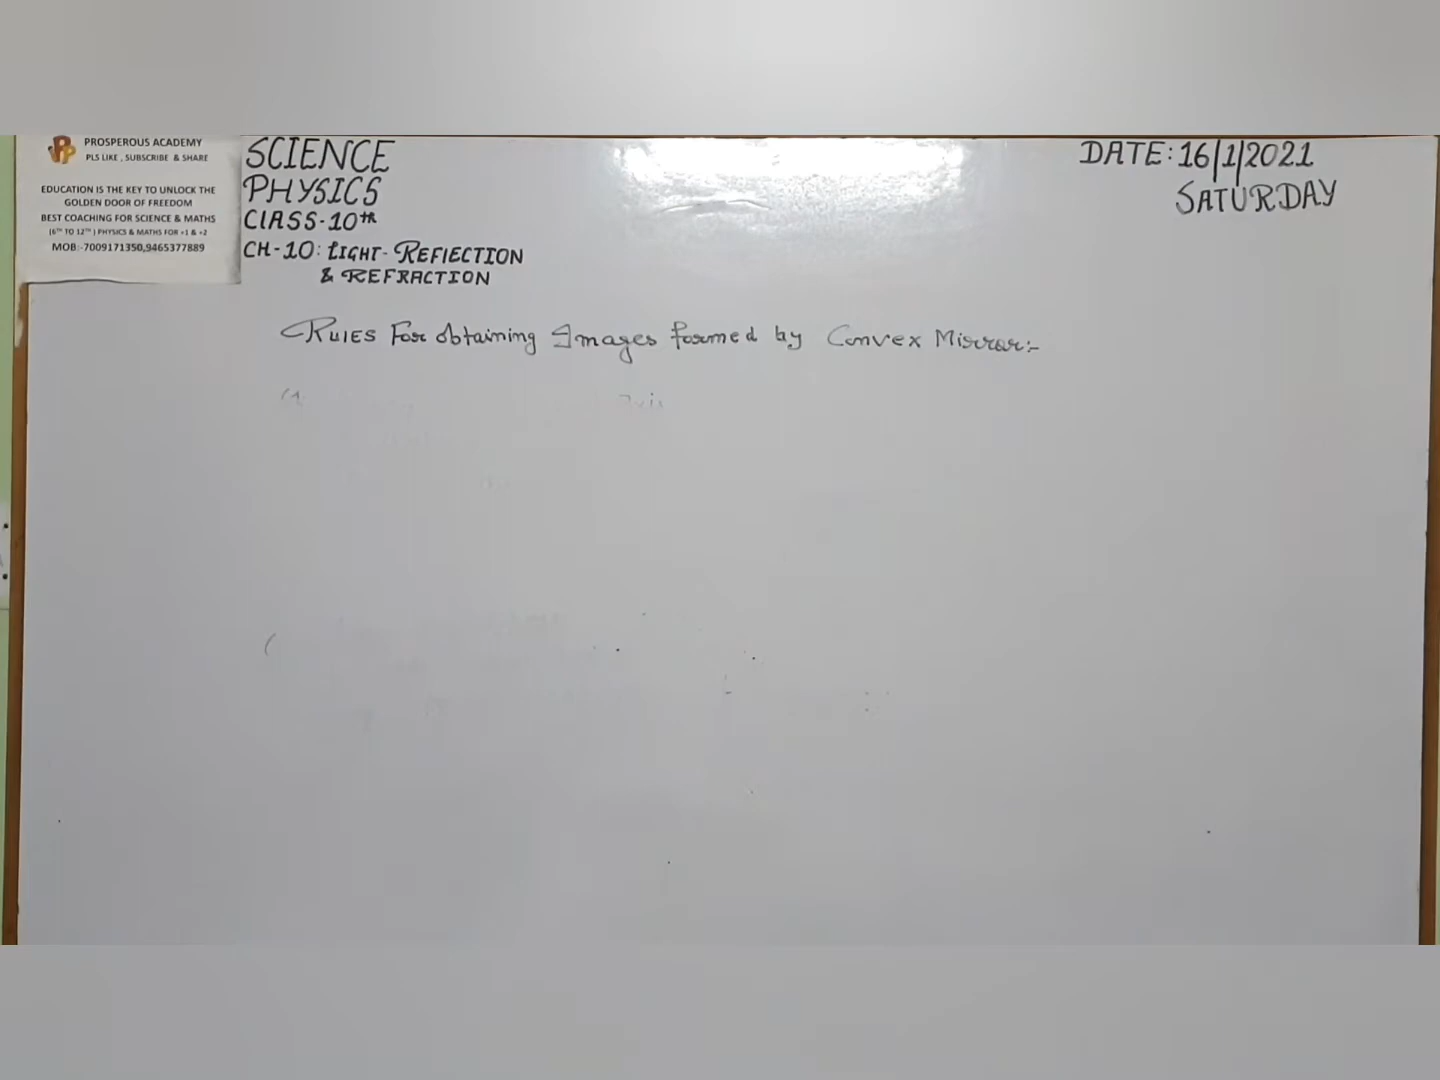 PROSPEROUS ACADEMY
PLS LIKE , SUBSCRIBE & SHARE
EDUCATION IS THE KEY TO UNLOCK THE
GOLDEN DOOR OF FREEDOM
BEST COACHING FOR SCIENCE & MATHS
(6TH TO 12TH ) PHYSICS & MATHS FOR +1 & +2
MOB:-7009171350,9465377889
SCIENCE
PHYSICS
ClASS-10th
CH-10: LIGHT- REFlECTION
& REFRACTION
DATE: 16|1|2021
SATURDAY
RUlES For obtaining Images formed by Convex Mirror:-